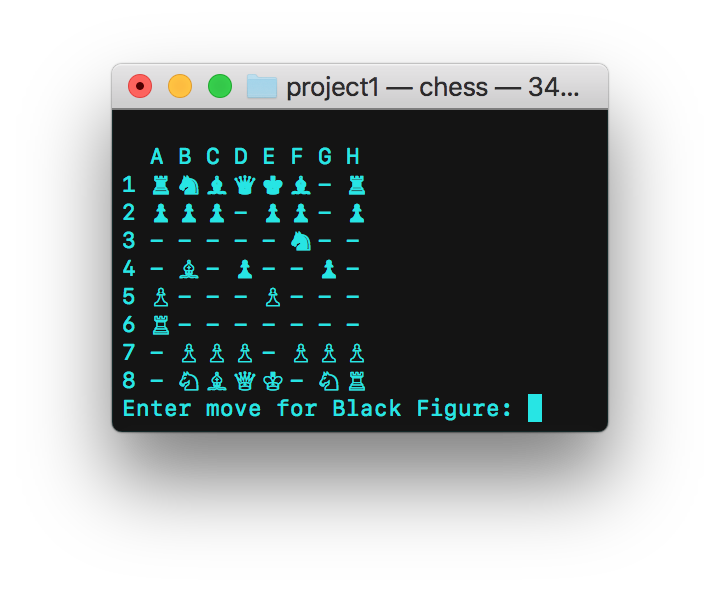 project1 — chess — 34...
A B C D E F G H
1 ♜ ♞ ♝ ♛ ♚ ♝ – ♜
2 ♟ ♟ ♟ – ♟ ♟ – ♟
3 – – – – – ♞ – –
4 – ♗ – ♟ – – ♟ –
5 ♙ – – – ♙ – – –
6 ♖ – – – – – – –
7 – ♙ ♙ ♙ – ♙ ♙ ♙
8 – ♘ ♗ ♕ ♔ – ♘ ♖
Enter move for Black Figure: